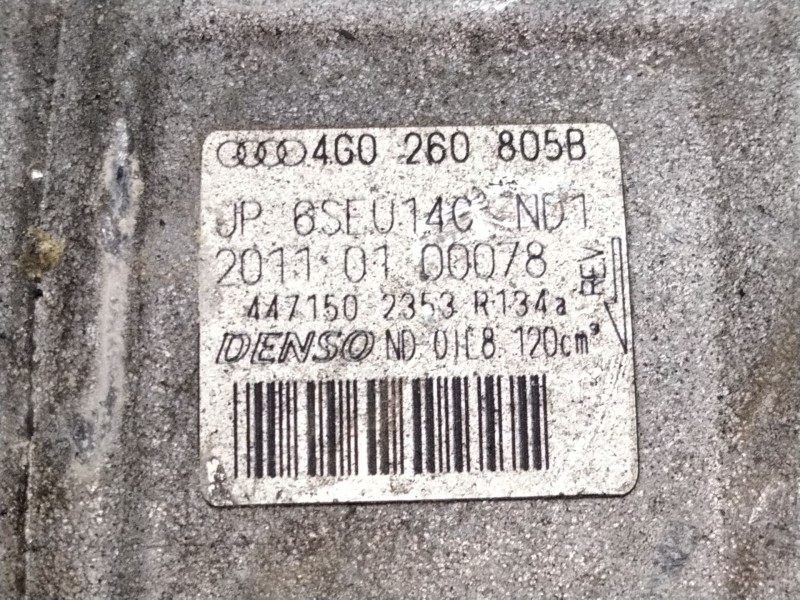 4G0 260 805B
JP 6SEU14C ND1
2011 01 00078
447150 2353 R134a
REV
DENSO ND-OIL8 120cm³